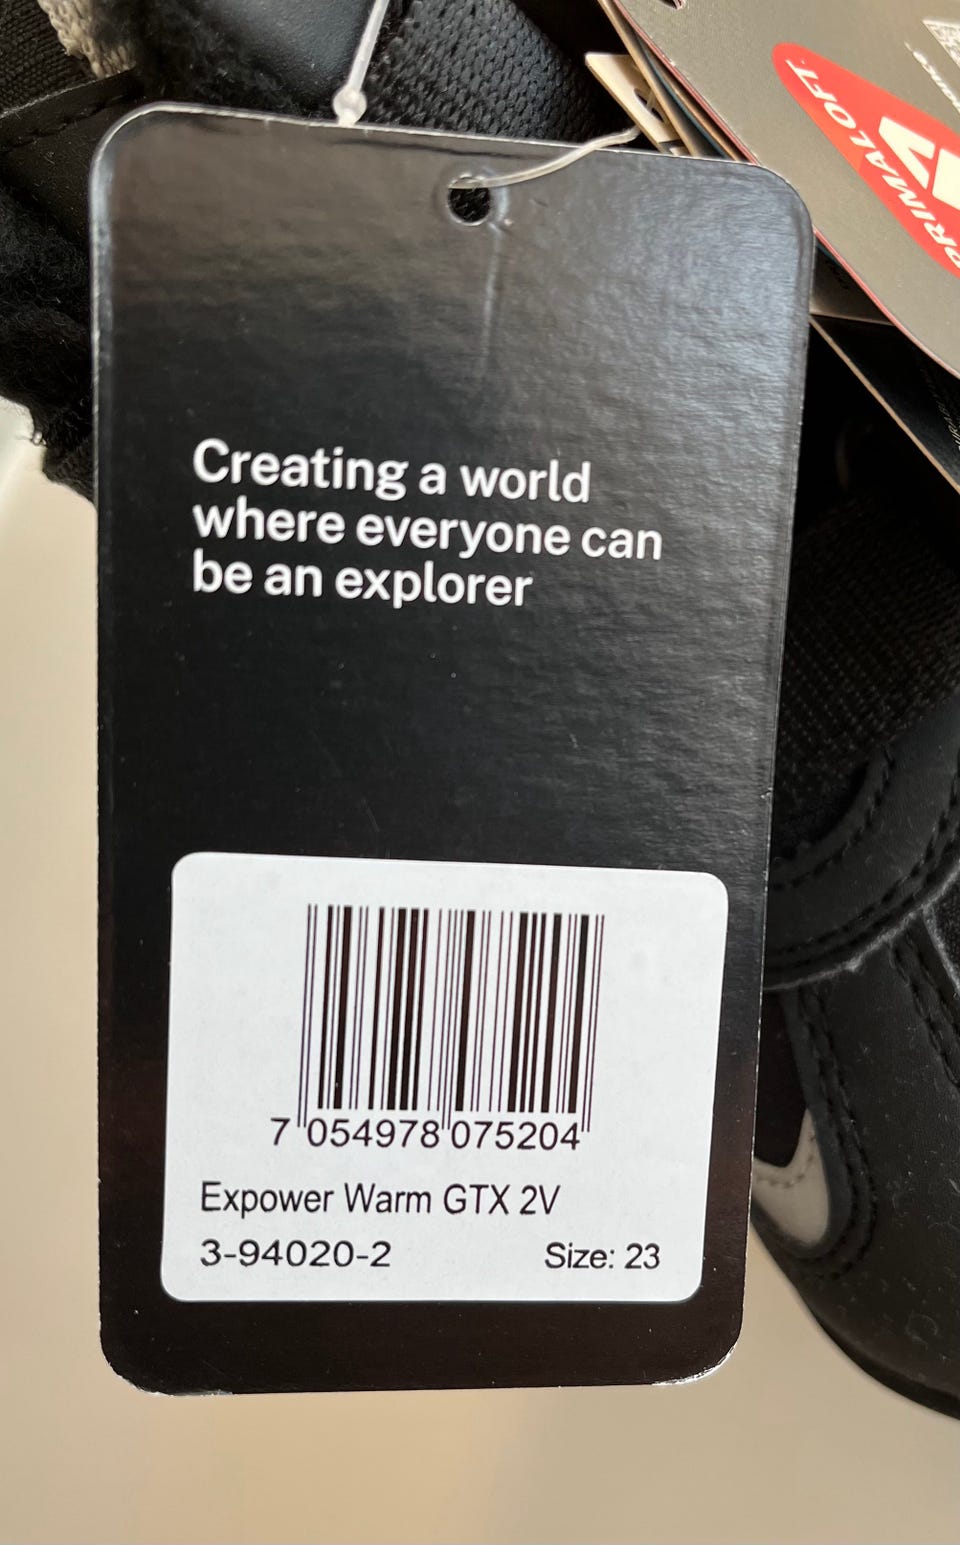 PRIMALOFT
Creating a world
where everyone can
be an explorer
7 054978 075204
Expower Warm GTX 2V
3-94020-2 Size: 23